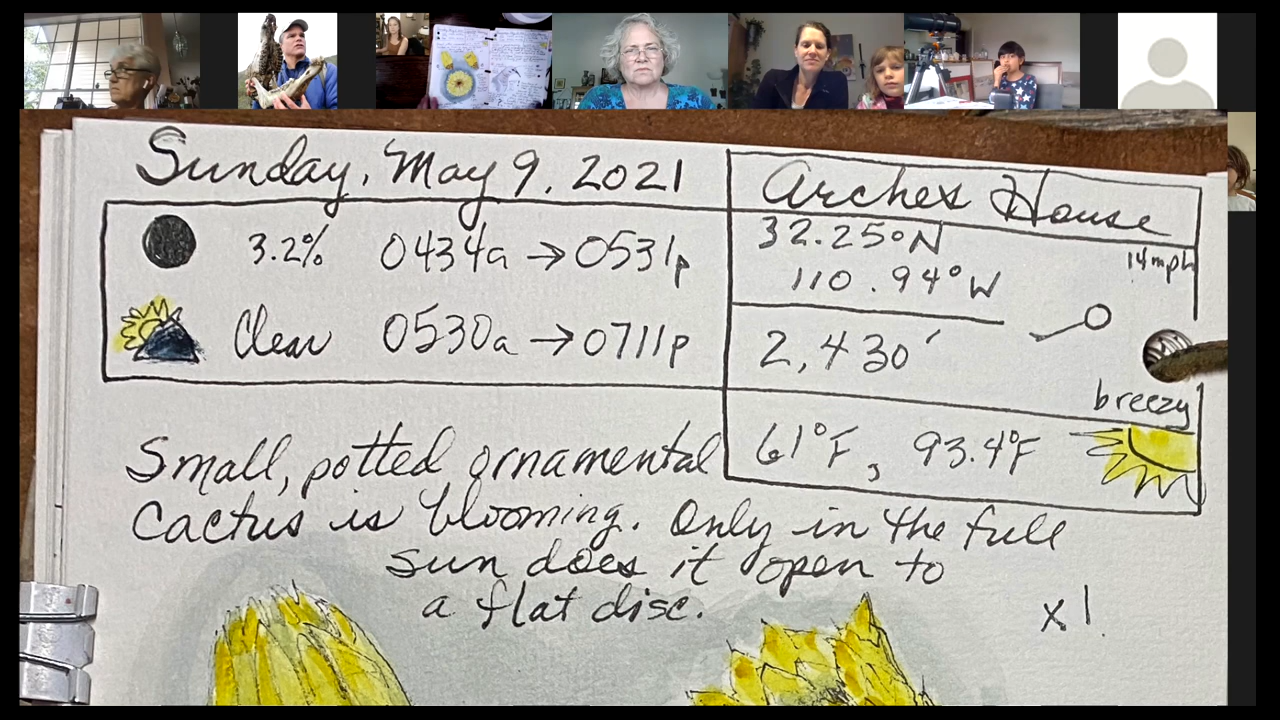 Sunday, May 9, 2021
Arches House
3.2% 0434a → 0531p
32.25°N
110.94°W
14mph
Clear 0530a → 0711p
2,430'
breezy
61°F, 93.4°F
Small, potted ornamental
Cactus is blooming. Only in the full
sun does it open to
a flat disc.
x1